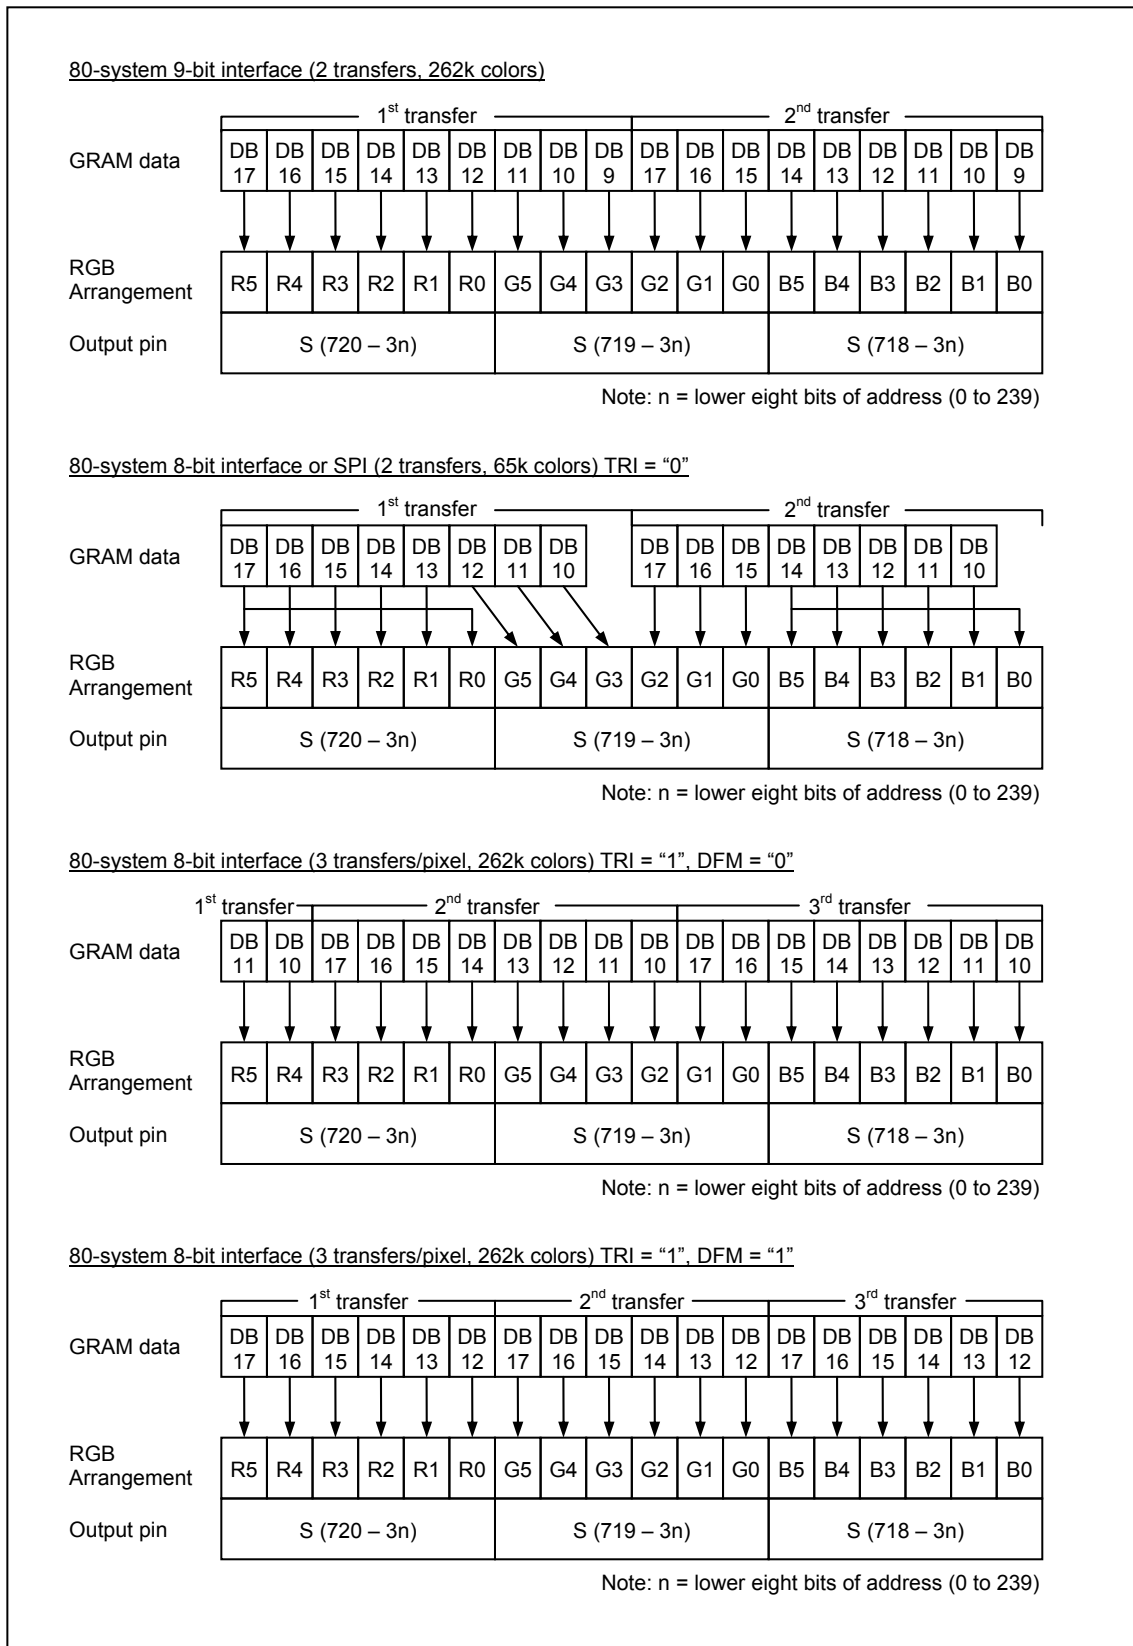 80-system 9-bit interface (2 transfers, 262k colors)
1st transfer 2nd transfer
GRAM data DB 17 DB 16 DB 15 DB 14 DB 13 DB 12 DB 11 DB 10 DB 9 DB 17 DB 16 DB 15 DB 14 DB 13 DB 12 DB 11 DB 10 DB 9
RGB Arrangement R5 R4 R3 R2 R1 R0 G5 G4 G3 G2 G1 G0 B5 B4 B3 B2 B1 B0
Output pin S (720 – 3n) S (719 – 3n) S (718 – 3n)
Note: n = lower eight bits of address (0 to 239)
80-system 8-bit interface or SPI (2 transfers, 65k colors) TRI = “0”
1st transfer 2nd transfer
GRAM data DB 17 DB 16 DB 15 DB 14 DB 13 DB 12 DB 11 DB 10 DB 17 DB 16 DB 15 DB 14 DB 13 DB 12 DB 11 DB 10
RGB Arrangement R5 R4 R3 R2 R1 R0 G5 G4 G3 G2 G1 G0 B5 B4 B3 B2 B1 B0
Output pin S (720 – 3n) S (719 – 3n) S (718 – 3n)
Note: n = lower eight bits of address (0 to 239)
80-system 8-bit interface (3 transfers/pixel, 262k colors) TRI = “1”, DFM = “0”
1st transfer 2nd transfer 3rd transfer
GRAM data DB 11 DB 10 DB 17 DB 16 DB 15 DB 14 DB 13 DB 12 DB 11 DB 10 DB 17 DB 16 DB 15 DB 14 DB 13 DB 12 DB 11 DB 10
RGB Arrangement R5 R4 R3 R2 R1 R0 G5 G4 G3 G2 G1 G0 B5 B4 B3 B2 B1 B0
Output pin S (720 – 3n) S (719 – 3n) S (718 – 3n)
Note: n = lower eight bits of address (0 to 239)
80-system 8-bit interface (3 transfers/pixel, 262k colors) TRI = “1”, DFM = “1”
1st transfer 2nd transfer 3rd transfer
GRAM data DB 17 DB 16 DB 15 DB 14 DB 13 DB 12 DB 17 DB 16 DB 15 DB 14 DB 13 DB 12 DB 17 DB 16 DB 15 DB 14 DB 13 DB 12
RGB Arrangement R5 R4 R3 R2 R1 R0 G5 G4 G3 G2 G1 G0 B5 B4 B3 B2 B1 B0
Output pin S (720 – 3n) S (719 – 3n) S (718 – 3n)
Note: n = lower eight bits of address (0 to 239)